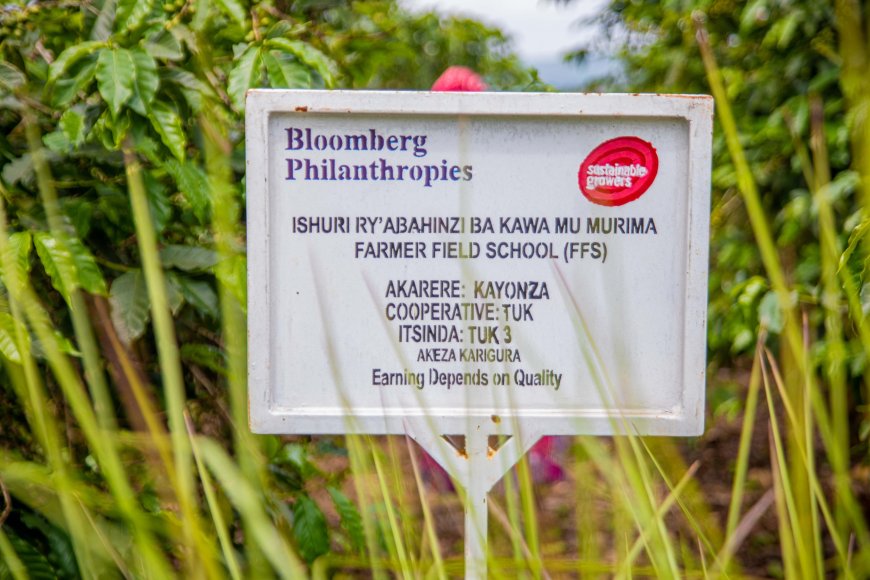 Bloomberg
Philanthropies
sustainable
growers
ISHURI RY'ABAHINZI BA KAWA MU MURIMA
FARMER FIELD SCHOOL (FFS)
AKARERE: KAYONZA
COOPERATIVE: TUK
ITSINDA: TUK 3
AKEZA KARIGURA
Earning Depends on Quality